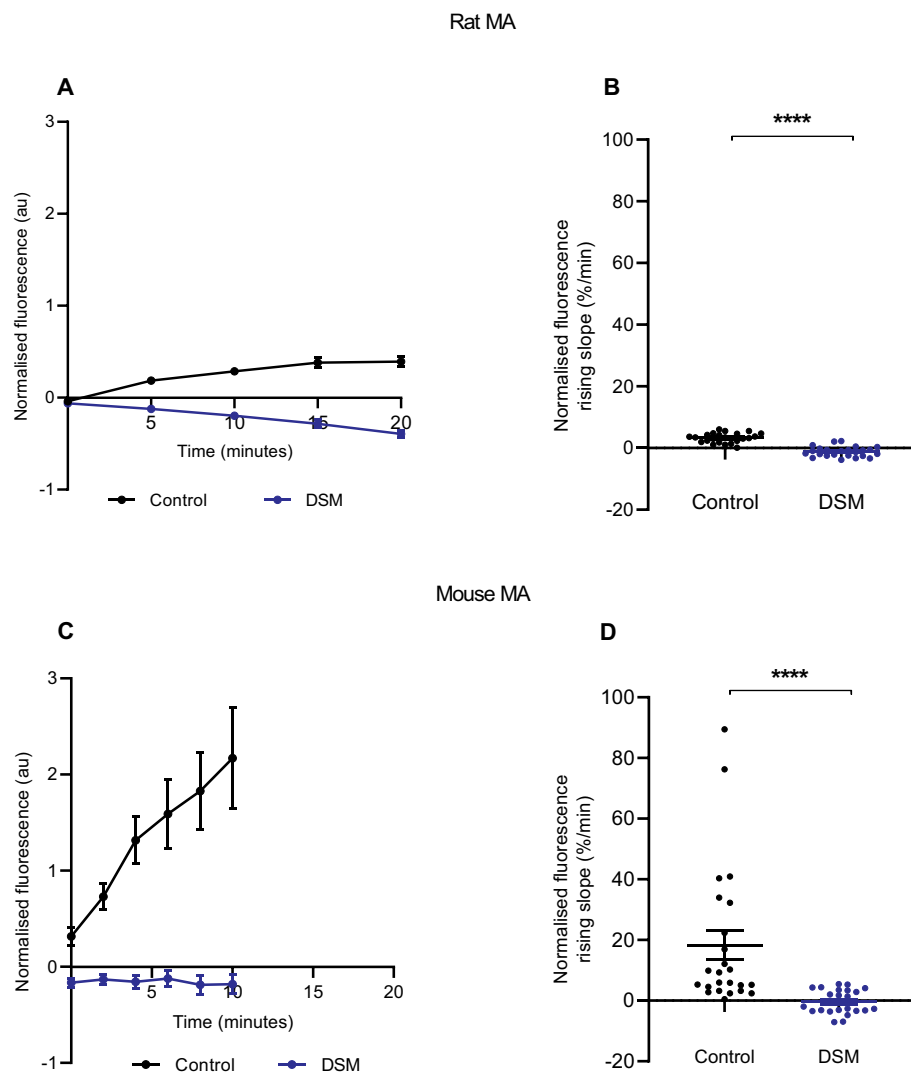 Rat MA
A
B
3
2
1
0
-1
Normalised fluorescence (au)
5
10
15
20
Time (minutes)
Control
DSM
****
100
80
60
40
20
0
-20
Normalised fluorescence
rising slope (%/min)
Control
DSM
Mouse MA
C
D
3
2
1
0
-1
Normalised fluorescence (au)
5
10
15
20
Time (minutes)
Control
DSM
****
100
80
60
40
20
0
-20
Normalised fluorescence
rising slope (%/min)
Control
DSM